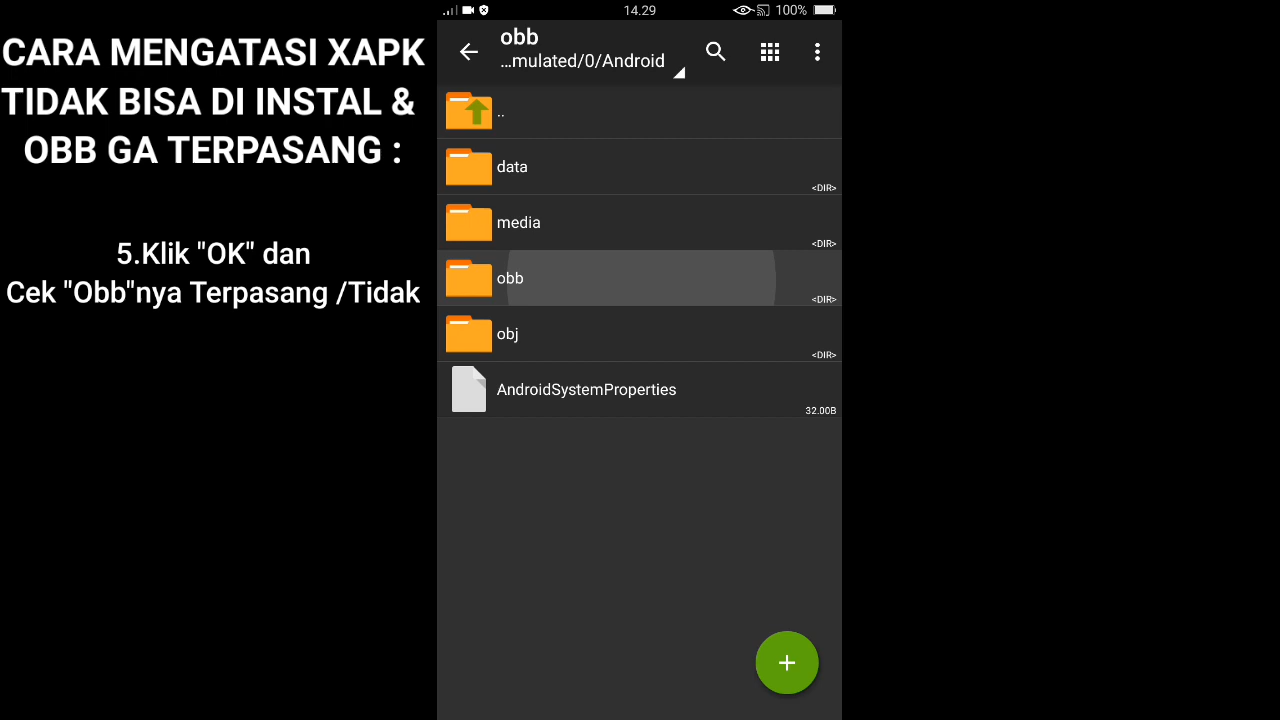 CARA MENGATASI XAPK
TIDAK BISA DI INSTAL &
OBB GA TERPASANG :
5.Klik "OK" dan
Cek "Obb"nya Terpasang /Tidak
14.29
100%
obb
...mulated/0/Android
..
data
<DIR>
media
<DIR>
obb
<DIR>
obj
<DIR>
AndroidSystemProperties
32.00B